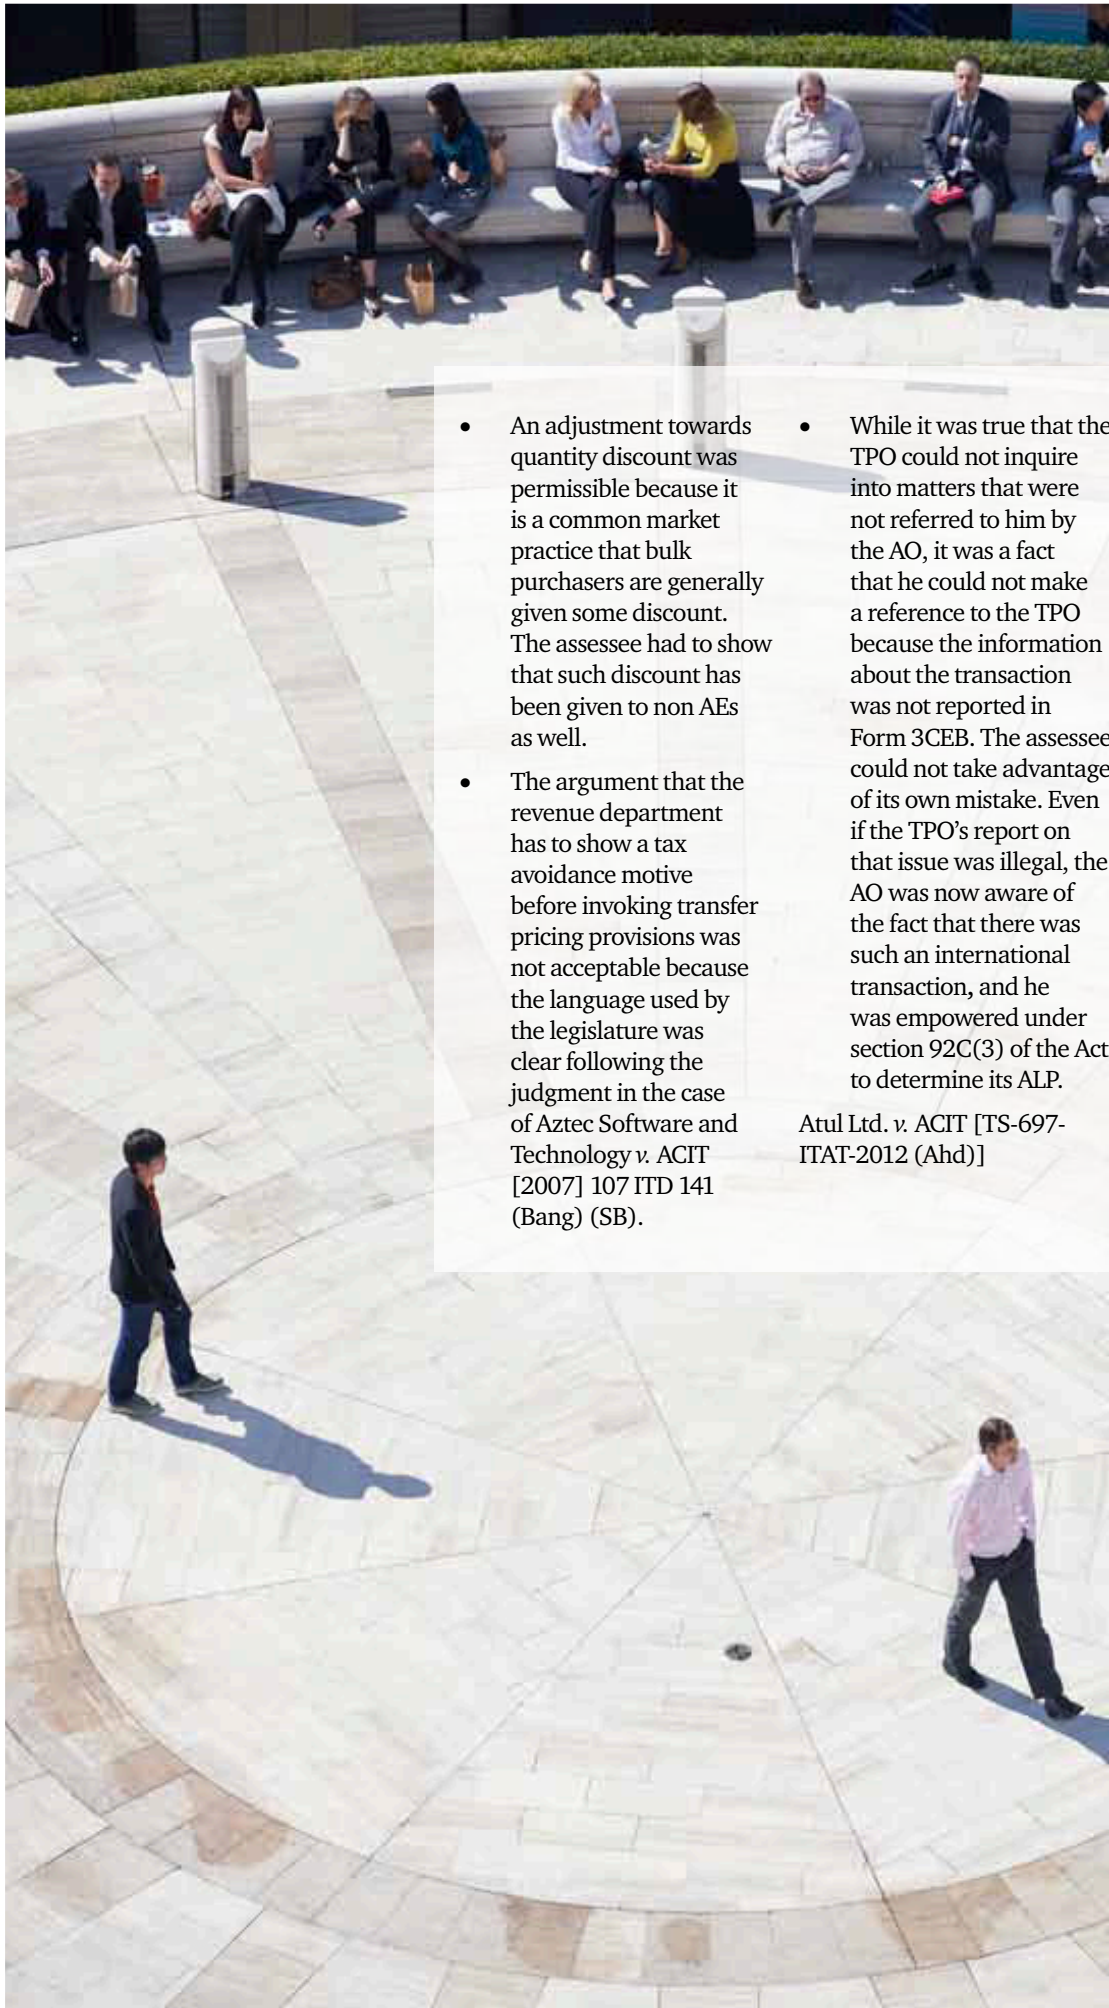 • An adjustment towards
quantity discount was
permissible because it
is a common market
practice that bulk
purchasers are generally
given some discount.
The assessee had to show
that such discount has
been given to non AEs
as well.
• The argument that the
revenue department
has to show a tax
avoidance motive
before invoking transfer
pricing provisions was
not acceptable because
the language used by
the legislature was
clear following the
judgment in the case
of Aztec Software and
Technology v. ACIT
[2007] 107 ITD 141
(Bang) (SB).
• While it was true that the
TPO could not inquire
into matters that were
not referred to him by
the AO, it was a fact
that he could not make
a reference to the TPO
because the information
about the transaction
was not reported in
Form 3CEB. The assessee
could not take advantage
of its own mistake. Even
if the TPO’s report on
that issue was illegal, the
AO was now aware of
the fact that there was
such an international
transaction, and he
was empowered under
section 92C(3) of the Act
to determine its ALP.
Atul Ltd. v. ACIT [TS-697-
ITAT-2012 (Ahd)]